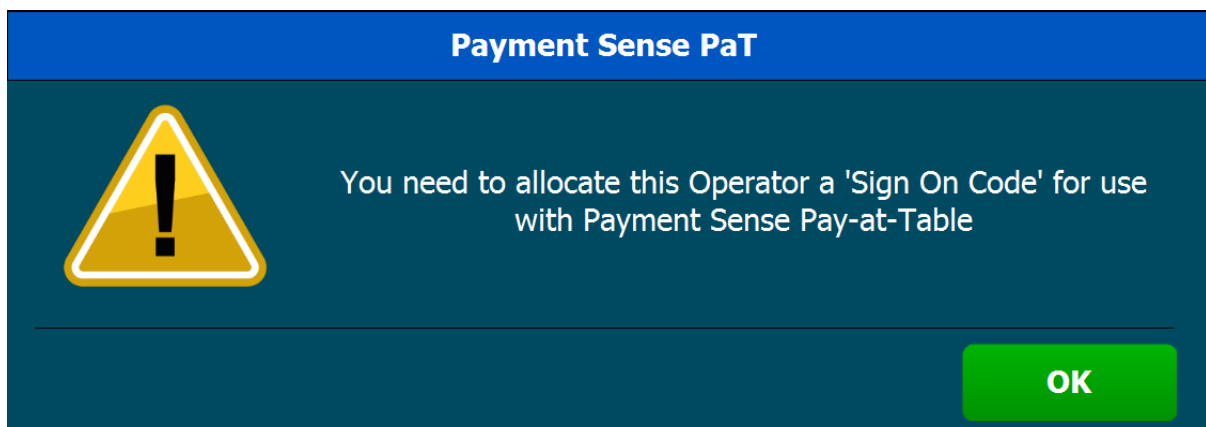 Payment Sense PaT
You need to allocate this Operator a 'Sign On Code' for use
with Payment Sense Pay-at-Table
OK